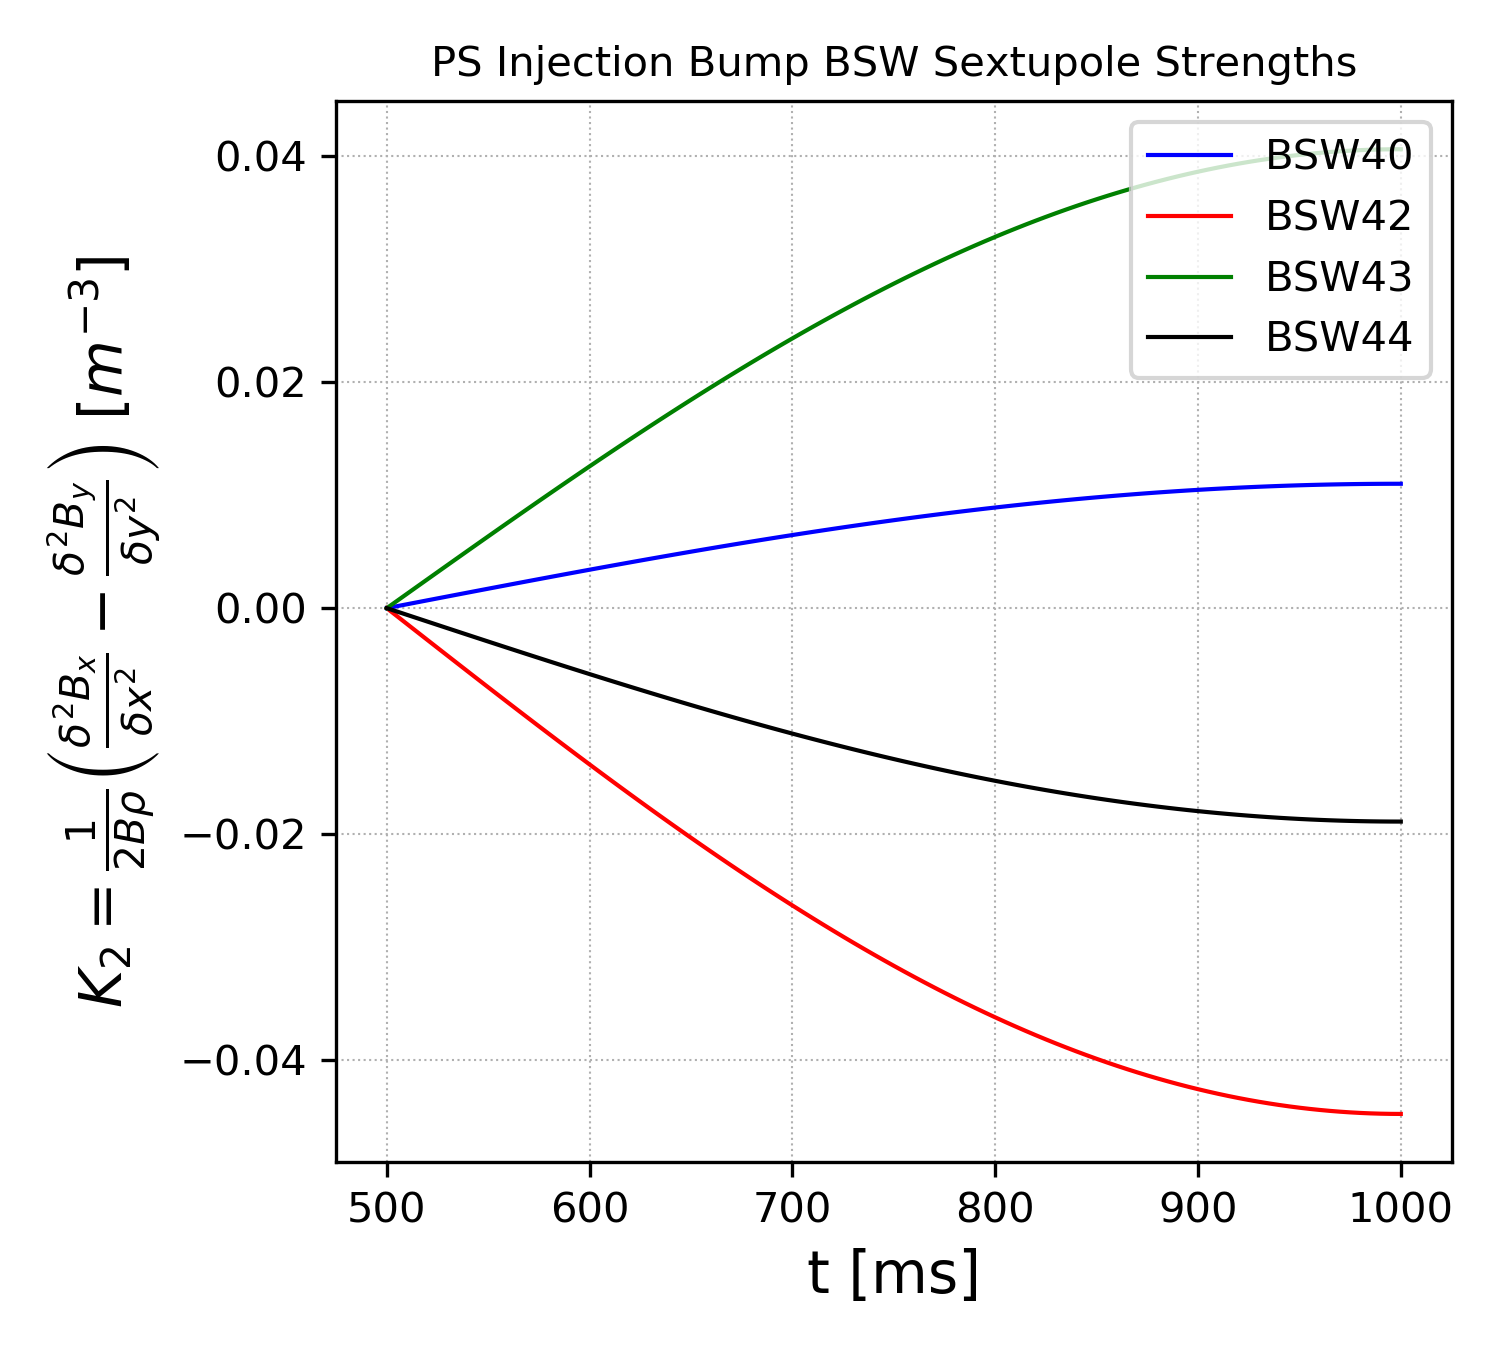 PS Injection Bump BSW Sextupole Strengths
K₂ = 1/2Bρ (δ²Bₓ/δx² − δ²Bᵧ/δy²) [m⁻³]
0.04
0.02
0.00
−0.02
−0.04
BSW40
BSW42
BSW43
BSW44
500 600 700 800 900 1000
t [ms]